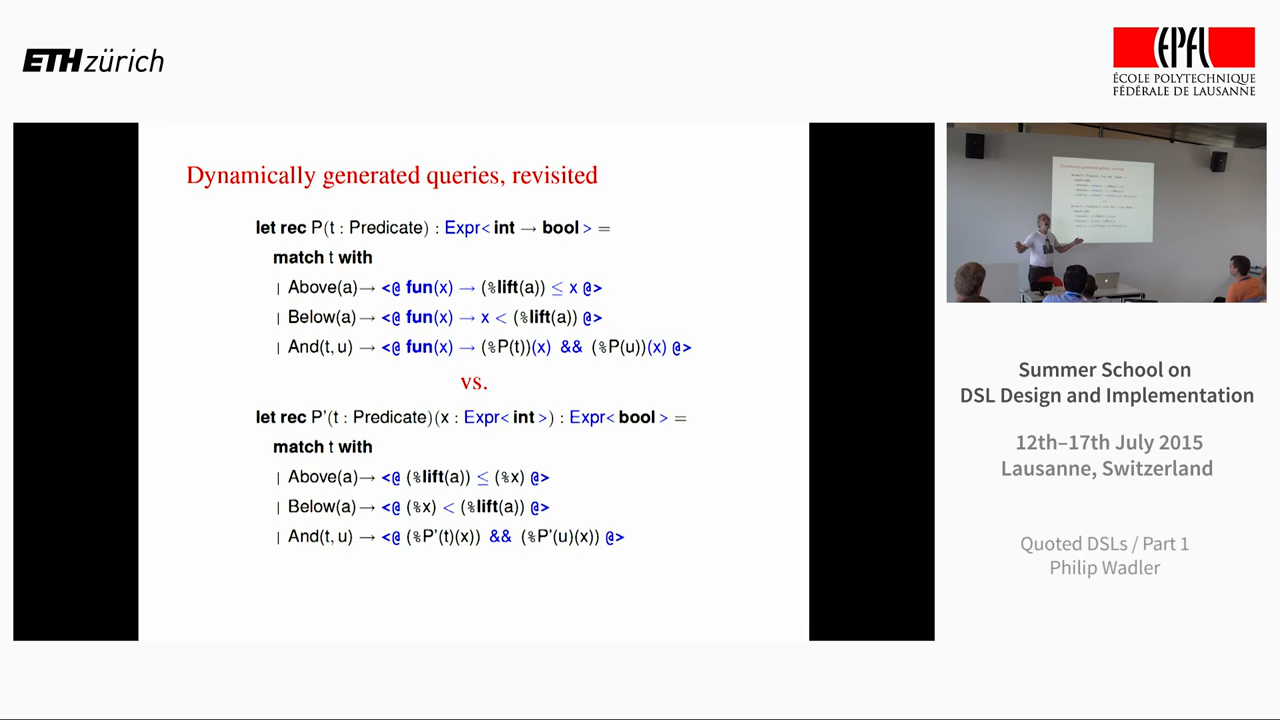 ETH zürich
EPFL
ÉCOLE POLYTECHNIQUE
FÉDÉRALE DE LAUSANNE
Dynamically generated queries, revisited
let rec P(t : Predicate) : Expr< int → bool > =
match t with
| Above(a) → <@ fun(x) → (%lift(a)) ≤ x @>
| Below(a) → <@ fun(x) → x < (%lift(a)) @>
| And(t, u) → <@ fun(x) → (%P(t))(x) && (%P(u))(x) @>
vs.
let rec P'(t : Predicate)(x : Expr< int >) : Expr< bool > =
match t with
| Above(a) → <@ (%lift(a)) ≤ (%x) @>
| Below(a) → <@ (%x) < (%lift(a)) @>
| And(t, u) → <@ (%P'(t)(x)) && (%P'(u)(x)) @>
Summer School on
DSL Design and Implementation
12th–17th July 2015
Lausanne, Switzerland
Quoted DSLs / Part 1
Philip Wadler